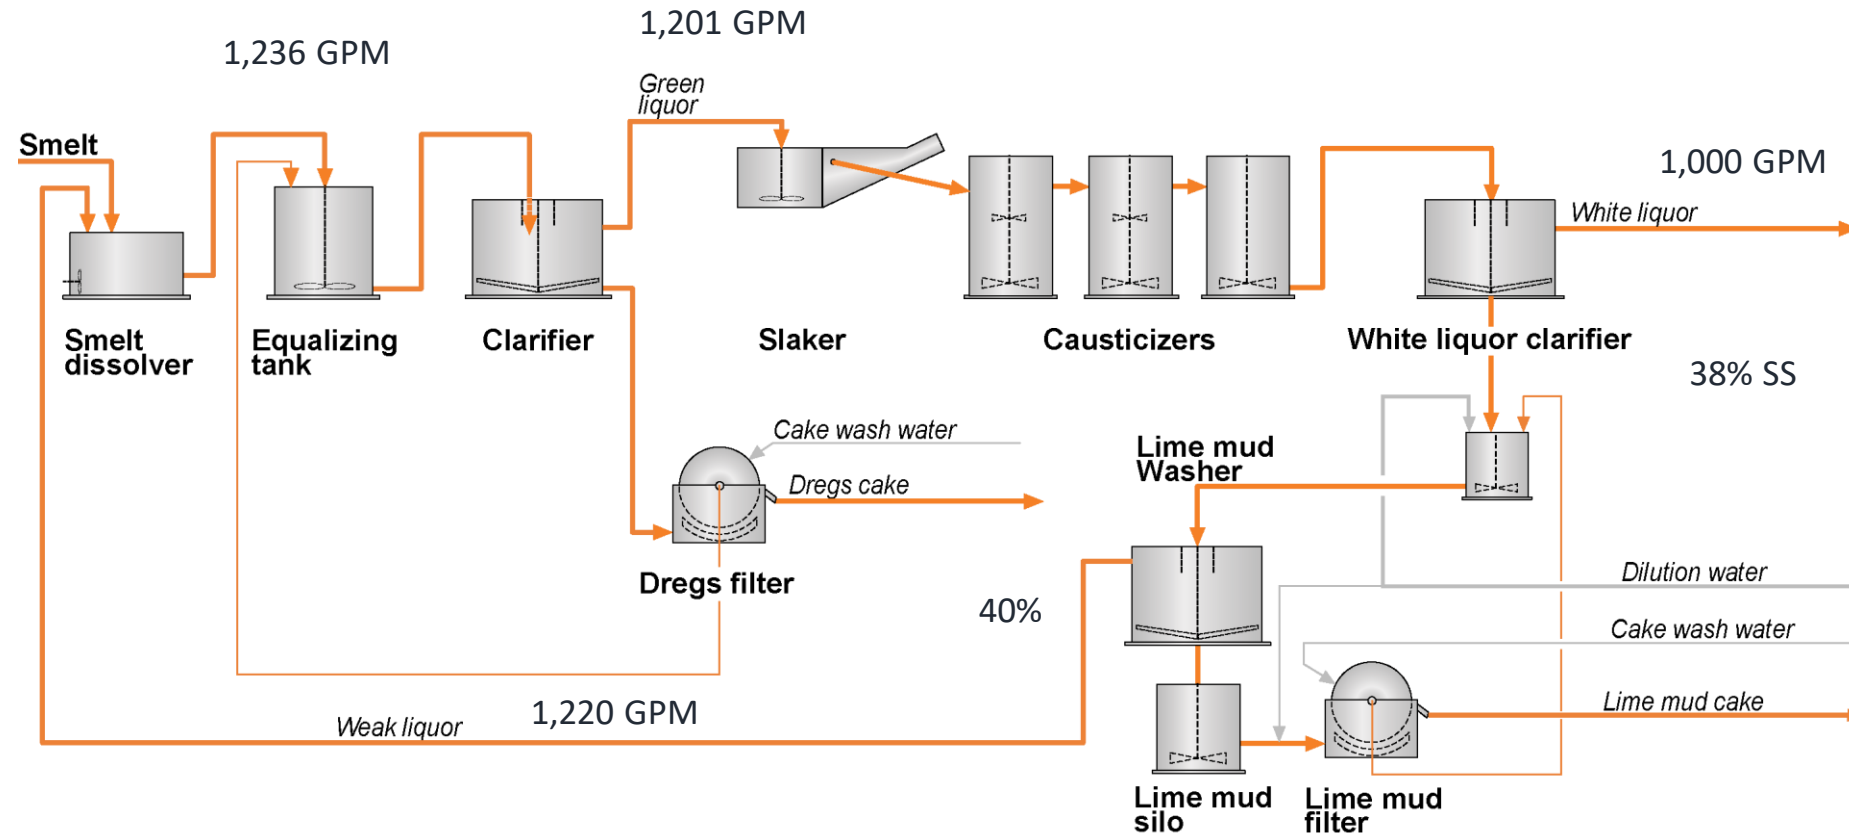 1,201 GPM
1,236 GPM
Green
liquor
Smelt
1,000 GPM
White liquor
Smelt
dissolver
Equalizing
tank
Clarifier
Slaker
Causticizers
White liquor clarifier
38% SS
Cake wash water
Lime mud
Washer
Dregs cake
Dregs filter
Dilution water
40%
Cake wash water
Lime mud cake
1,220 GPM
Weak liquor
Lime mud
silo
Lime mud
filter